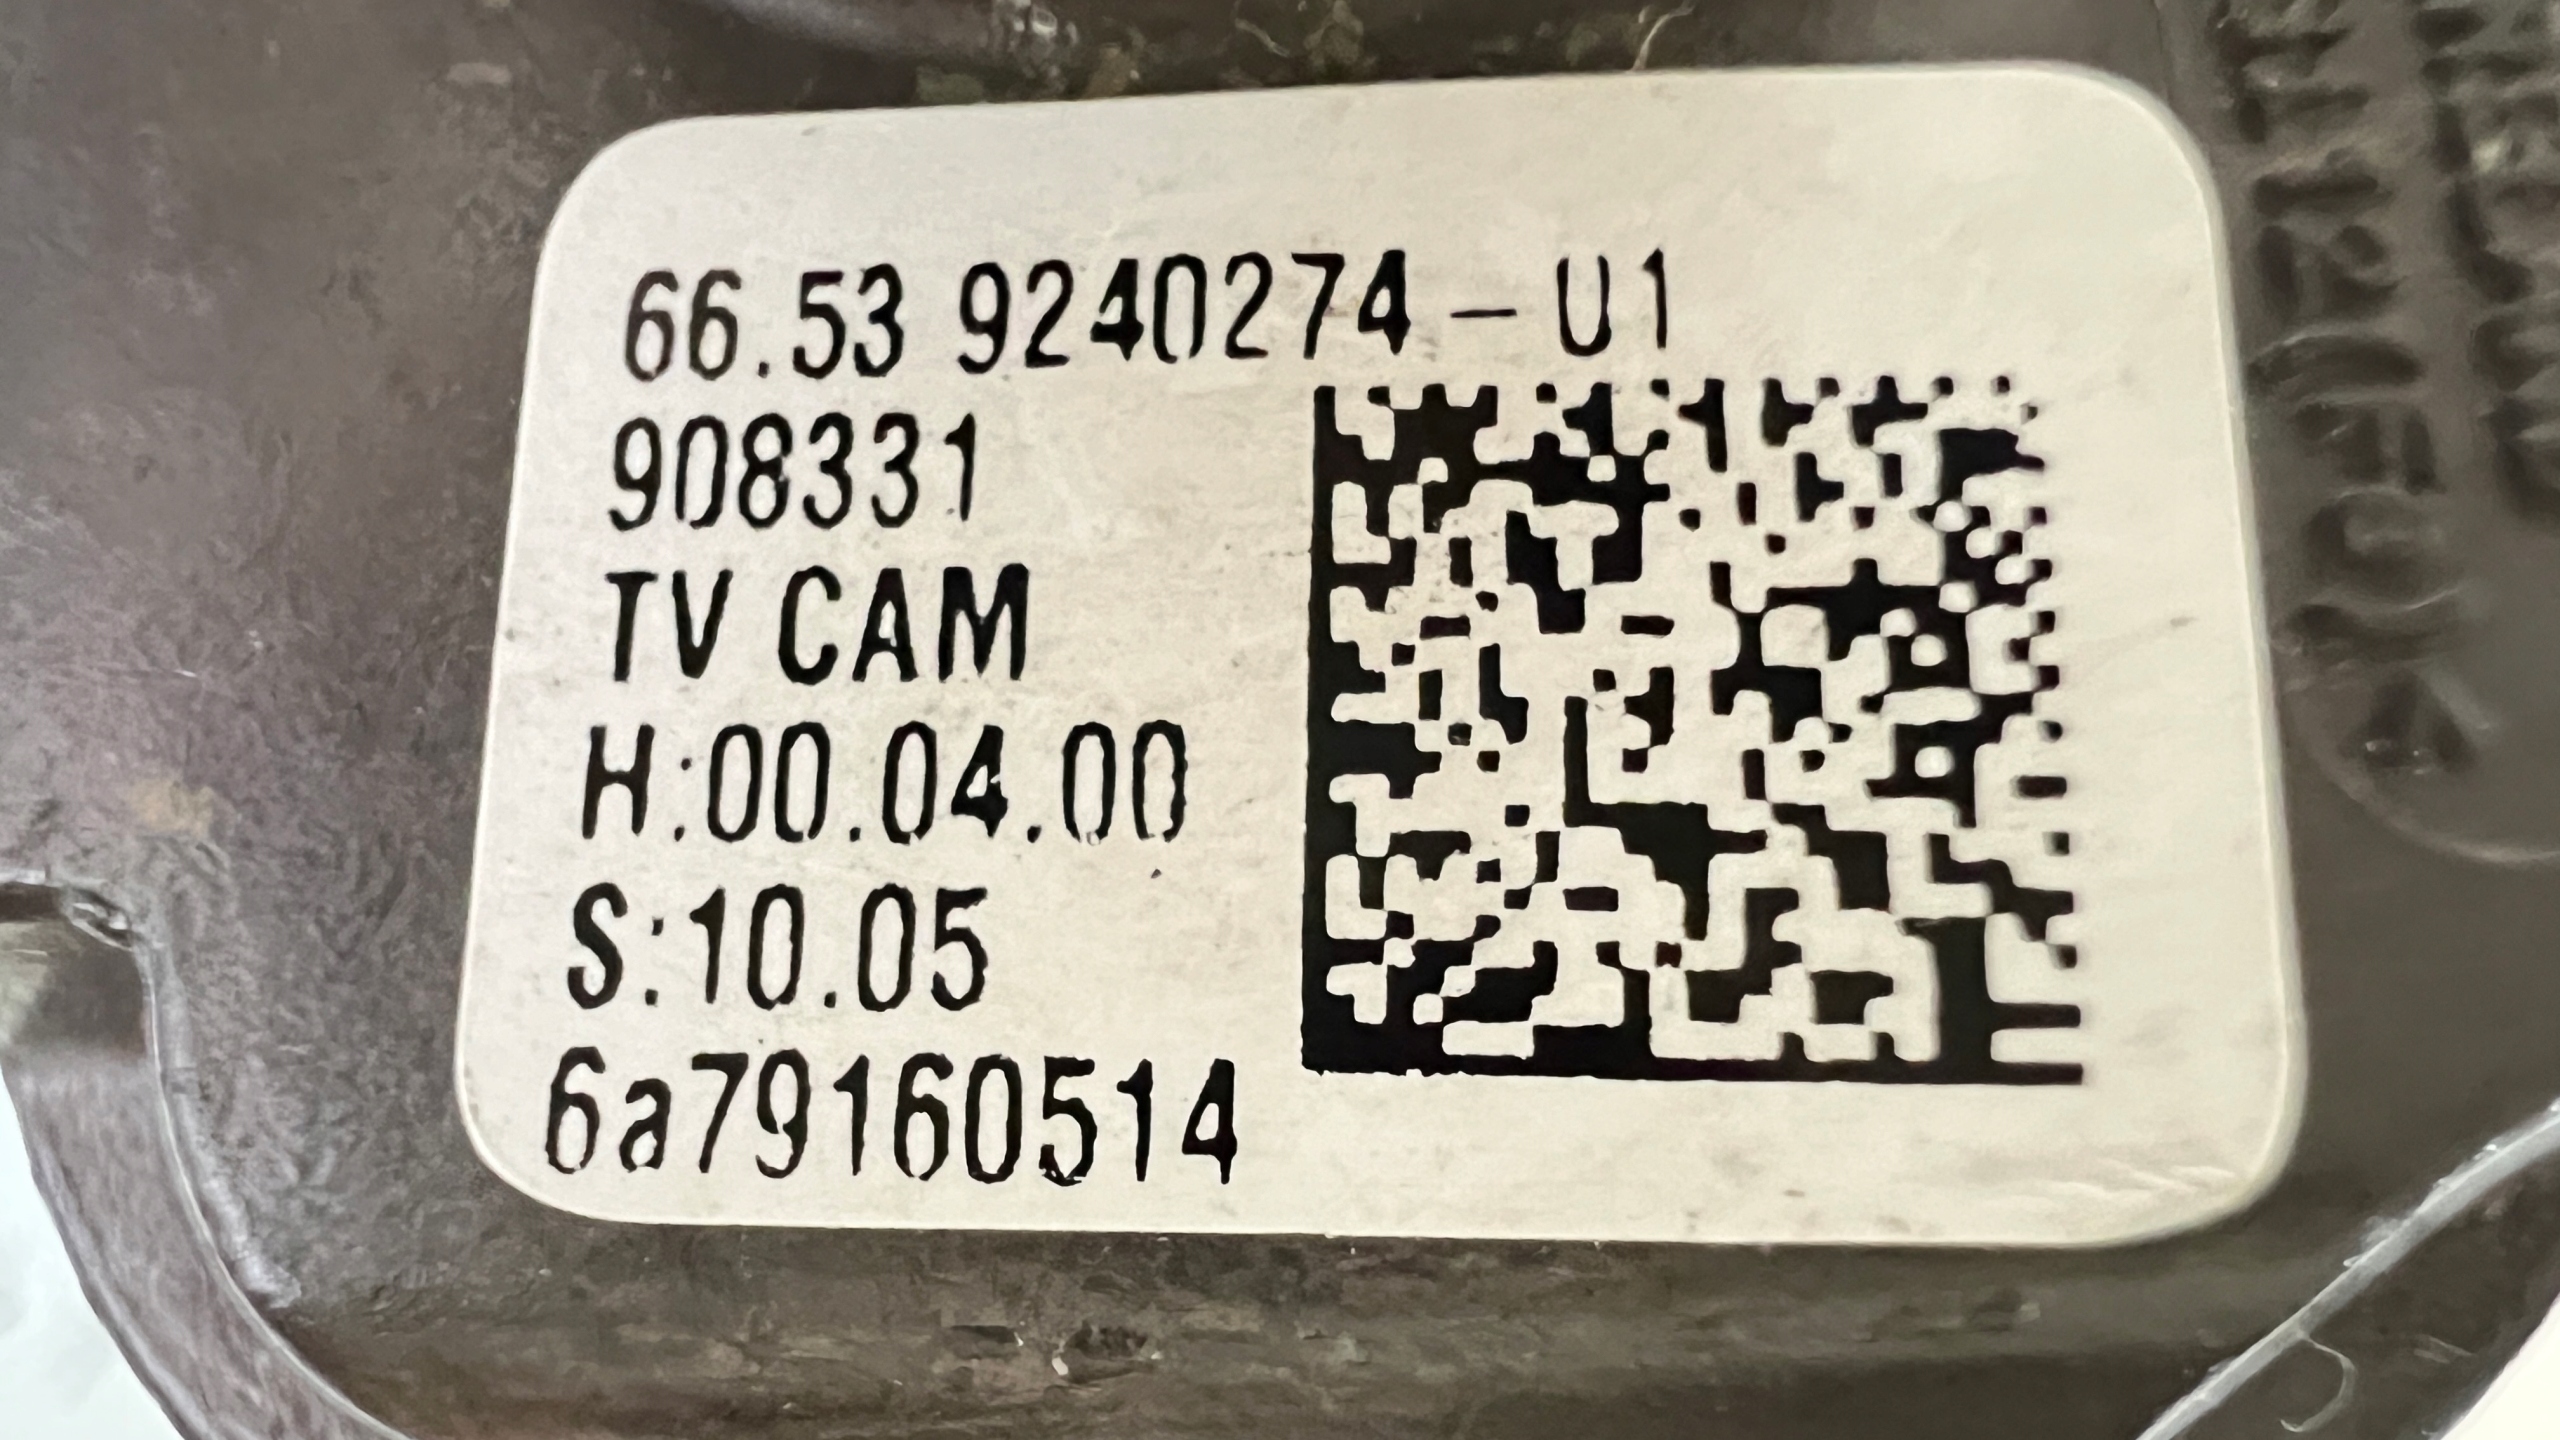 66.53 9240274-U1
908331
TV CAM
H:00.04.00
S:10.05
6a79160514